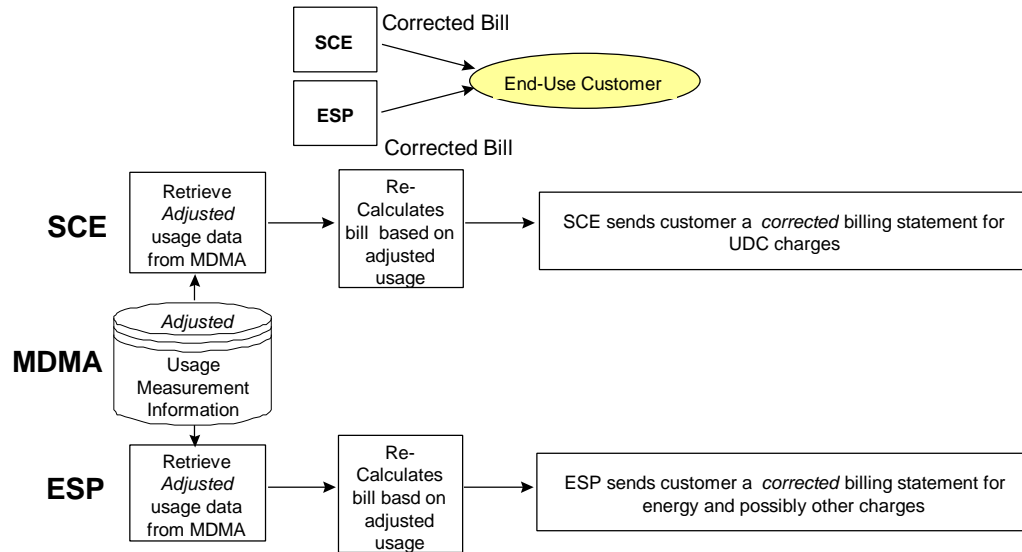 Corrected Bill
SCE
End-Use Customer
ESP
Corrected Bill
SCE
Retrieve
Adjusted
usage data
from MDMA
Re-
Calculates
bill based on
adjusted
usage
SCE sends customer a corrected billing statement for
UDC charges
MDMA
Adjusted
Usage
Measurement
Information
ESP
Retrieve
Adjusted
usage data
from MDMA
Re-
Calculates
bill basd on
adjusted
usage
ESP sends customer a corrected billing statement for
energy and possibly other charges